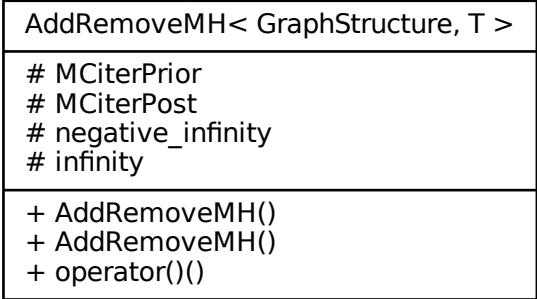 AddRemoveMH< GraphStructure, T >
# MCiterPrior
# MCiterPost
# negative_infinity
# infinity
+ AddRemoveMH()
+ AddRemoveMH()
+ operator()()